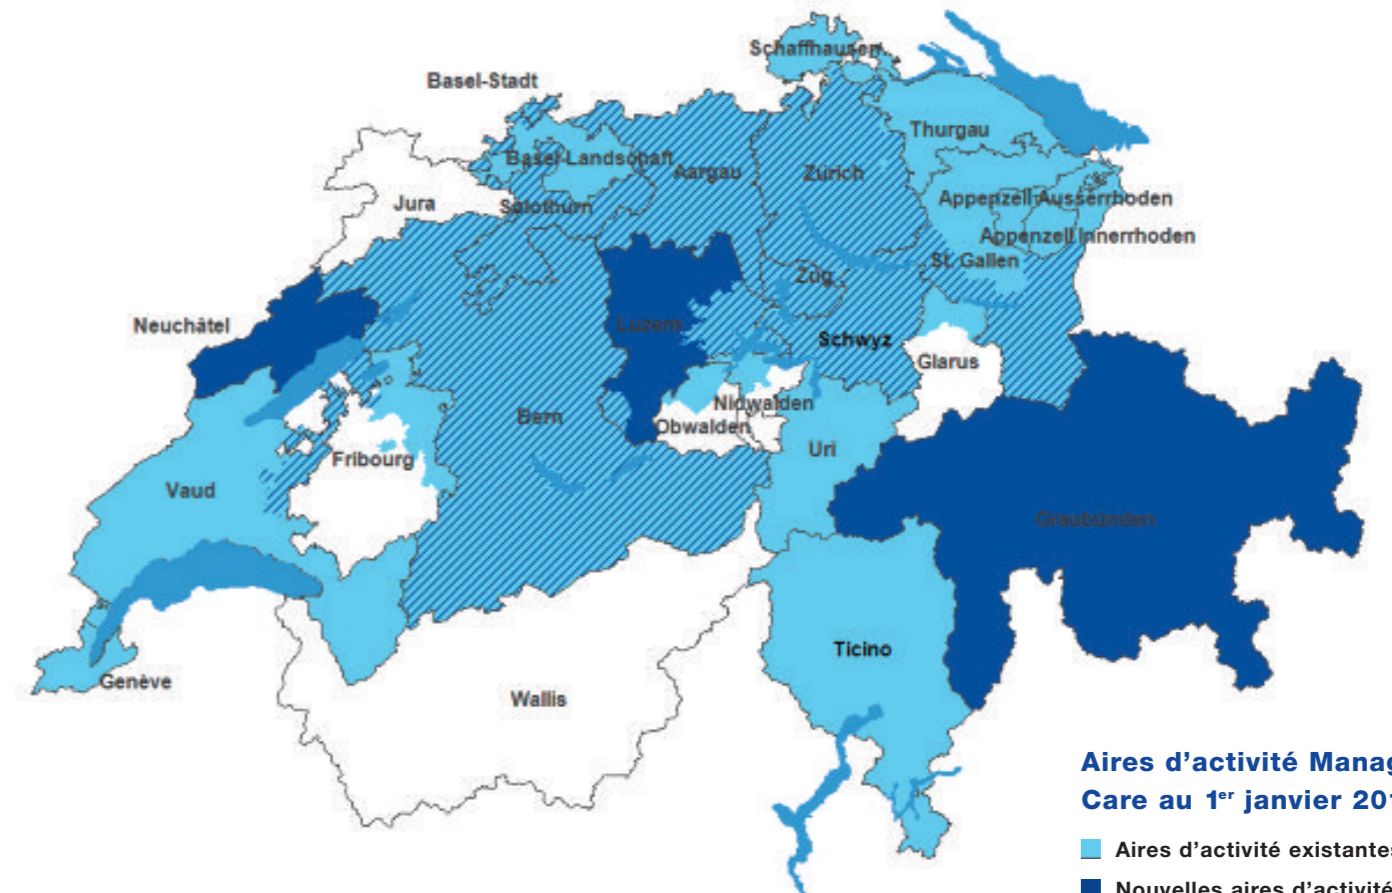 Schaffhausen
Basel-Stadt
Thurgau
Basel-Landschaft
Aargau
Zürich
Jura
Solothurn
Appenzell Ausserrhoden
Appenzell Innerrhoden
St. Gallen
Zug
Neuchâtel
Luzern
Schwyz
Glarus
Nidwalden
Bern
Obwalden
Uri
Fribourg
Vaud
Graubünden
Ticino
Genève
Wallis
Aires d’activité Manag
Care au 1er janvier 201
Aires d’activité existantes
Nouvelles aires d’activité